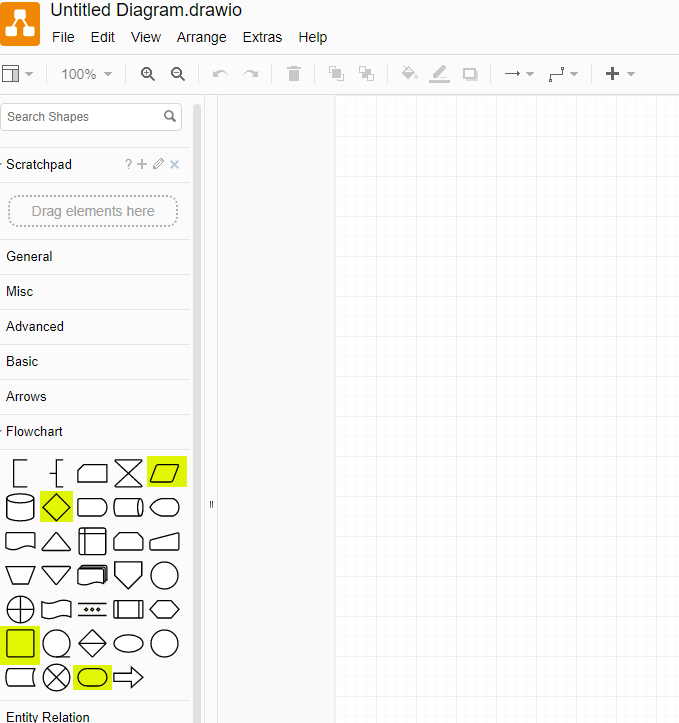 Untitled Diagram.drawio
File Edit View Arrange Extras Help
100%
Search Shapes
Scratchpad ?
Drag elements here
General
Misc
Advanced
Basic
Arrows
Flowchart
Entity Relation